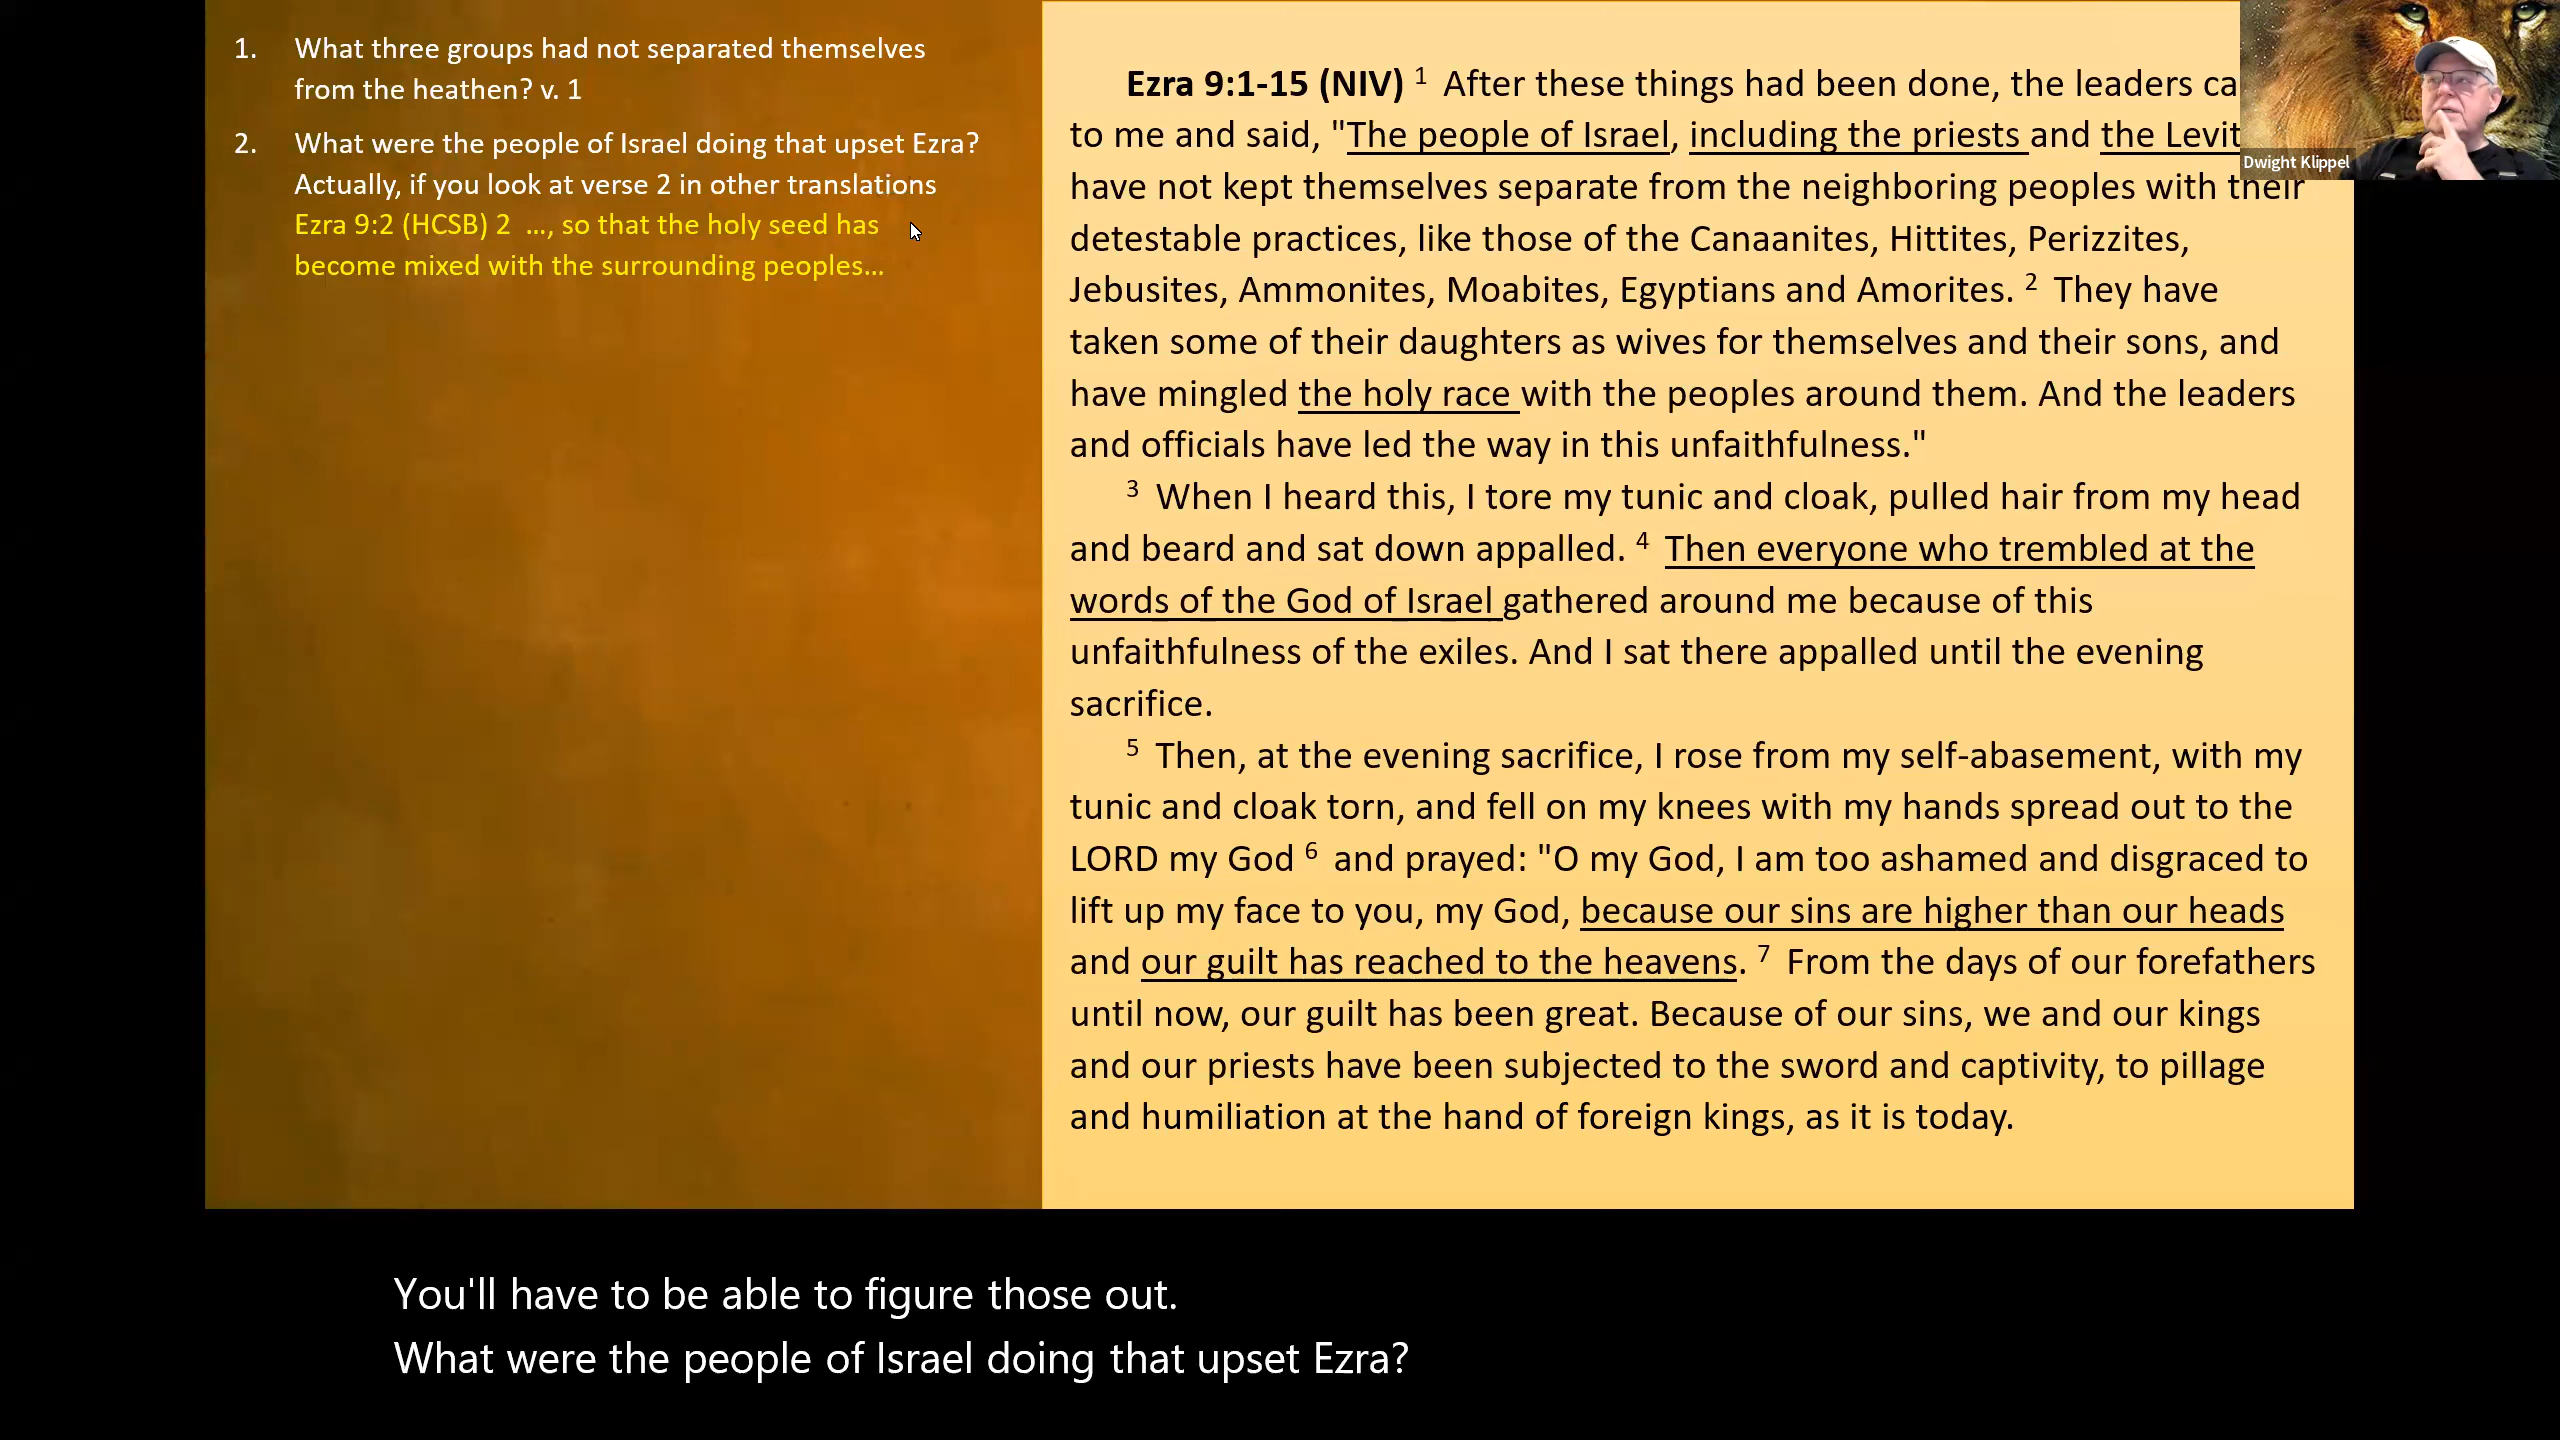 1. What three groups had not separated themselves
from the heathen? v. 1
2. What were the people of Israel doing that upset Ezra?
Actually, if you look at verse 2 in other translations
Ezra 9:2 (HCSB) 2 …, so that the holy seed has
become mixed with the surrounding peoples…
Ezra 9:1-15 (NIV) 1 After these things had been done, the leaders ca
to me and said, "The people of Israel, including the priests and the Levit
have not kept themselves separate from the neighboring peoples with their
detestable practices, like those of the Canaanites, Hittites, Perizzites,
Jebusites, Ammonites, Moabites, Egyptians and Amorites. 2 They have
taken some of their daughters as wives for themselves and their sons, and
have mingled the holy race with the peoples around them. And the leaders
and officials have led the way in this unfaithfulness."
3 When I heard this, I tore my tunic and cloak, pulled hair from my head
and beard and sat down appalled. 4 Then everyone who trembled at the
words of the God of Israel gathered around me because of this
unfaithfulness of the exiles. And I sat there appalled until the evening
sacrifice.
5 Then, at the evening sacrifice, I rose from my self-abasement, with my
tunic and cloak torn, and fell on my knees with my hands spread out to the
LORD my God 6 and prayed: "O my God, I am too ashamed and disgraced to
lift up my face to you, my God, because our sins are higher than our heads
and our guilt has reached to the heavens. 7 From the days of our forefathers
until now, our guilt has been great. Because of our sins, we and our kings
and our priests have been subjected to the sword and captivity, to pillage
and humiliation at the hand of foreign kings, as it is today.
Dwight Klippel
You'll have to be able to figure those out.
What were the people of Israel doing that upset Ezra?